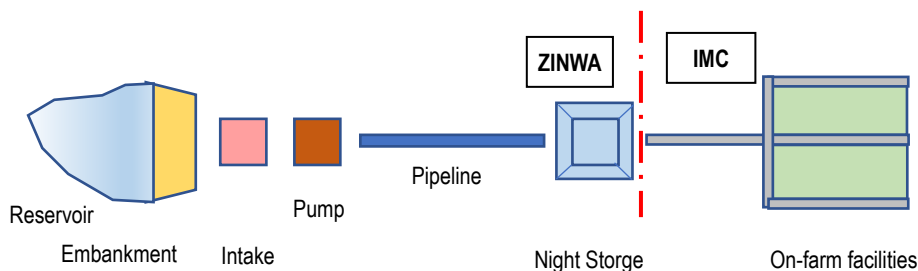 ZINWA
IMC
Reservoir
Embankment
Intake
Pump
Pipeline
Night Storge
On-farm facilities